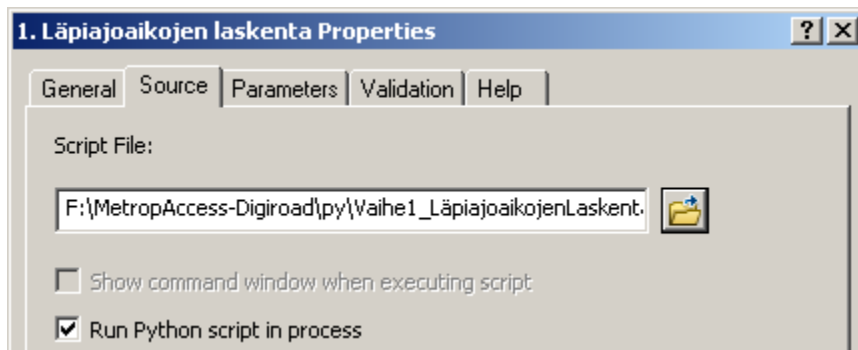 1. Läpiajoaikojen laskenta Properties
General Source Parameters Validation Help
Script File:
F:\MetropAccess-Digiroad\py\Vaihe1_LäpiajoaikojenLaskent
Show command window when executing script
Run Python script in process